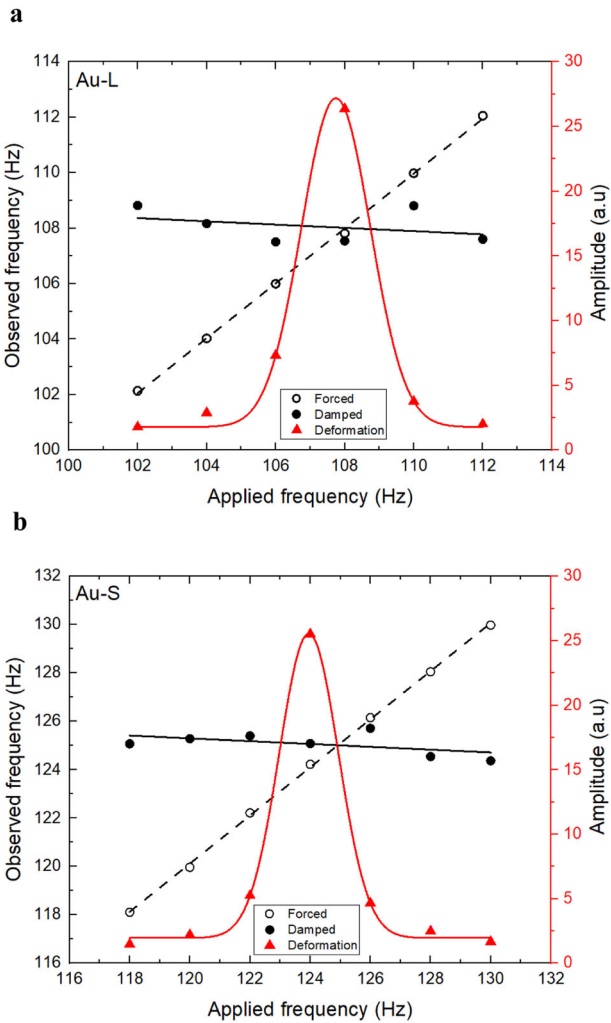 a
Au-L
114
112
110
108
106
104
102
100
Observed frequency (Hz)
30
25
20
15
10
5
0
Amplitude (a.u)
Forced
Damped
Deformation
100 102 104 106 108 110 112 114
Applied frequency (Hz)
b
Au-S
132
130
128
126
124
122
120
118
116
Observed frequency (Hz)
30
25
20
15
10
5
0
Amplitude (a.u)
Forced
Damped
Deformation
116 118 120 122 124 126 128 130 132
Applied frequency (Hz)